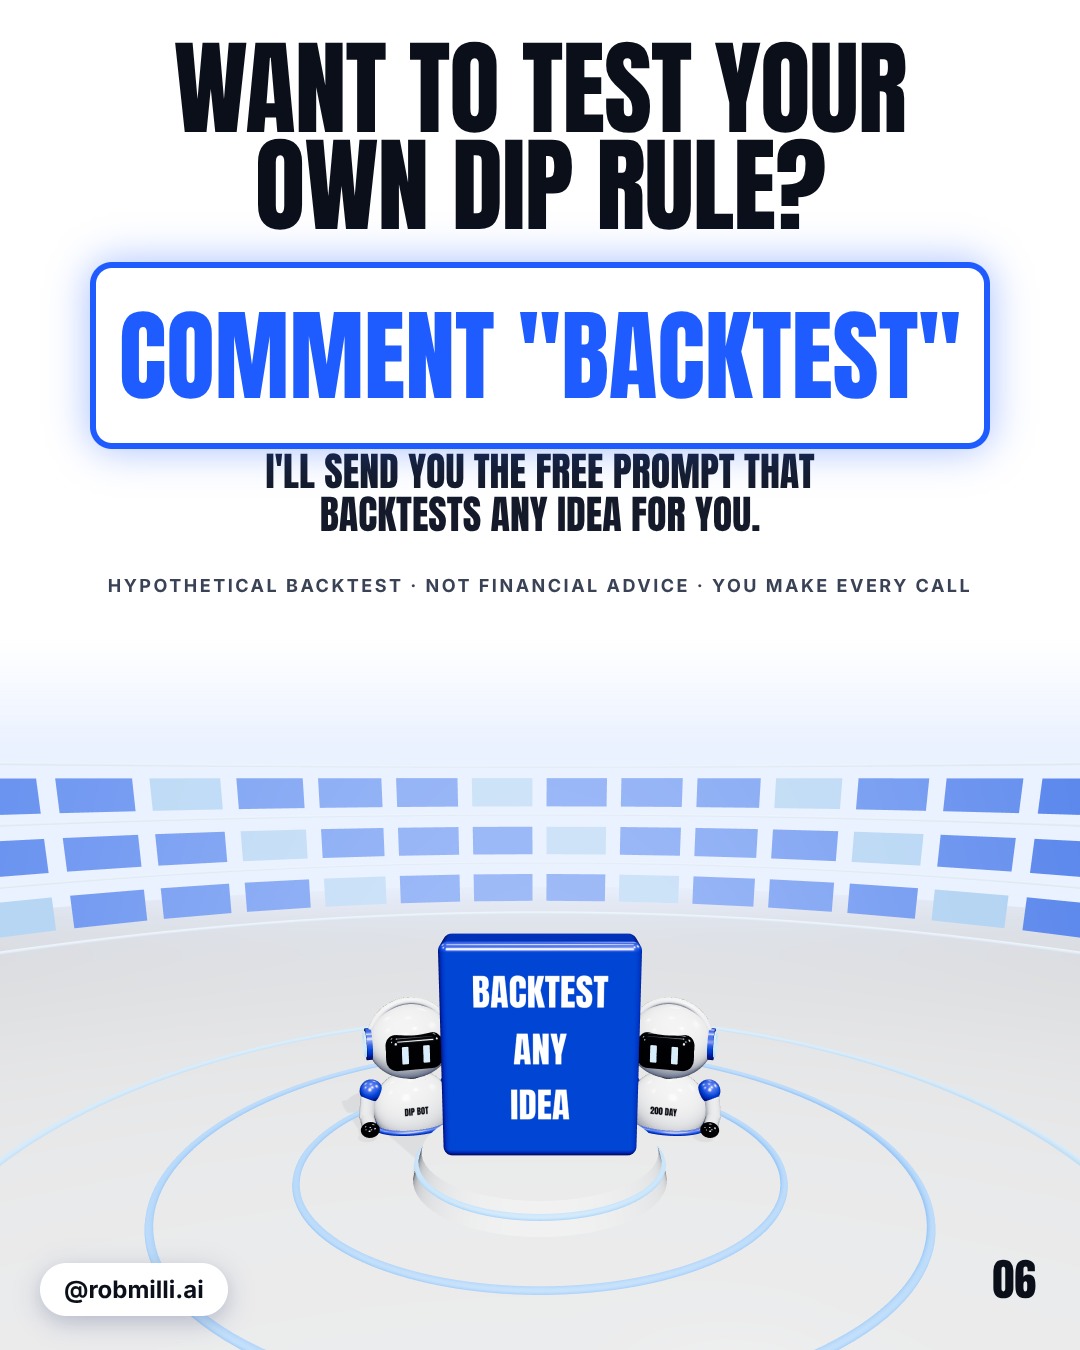 WANT TO TEST YOUR
OWN DIP RULE?
COMMENT "BACKTEST"
I'LL SEND YOU THE FREE PROMPT THAT
BACKTESTS ANY IDEA FOR YOU.
HYPOTHETICAL BACKTEST · NOT FINANCIAL ADVICE · YOU MAKE EVERY CALL
BACKTEST
ANY
IDEA
DIP BOT
200 DAY
@robmilli.ai
06